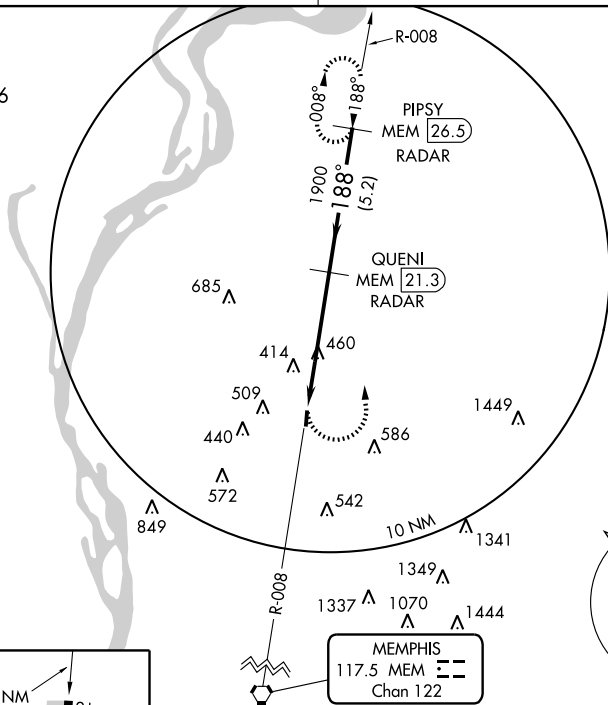 R-008
6
008°
188°
PIPSY
MEM 26.5
RADAR
1900
188°
(5.2)
QUENI
MEM 21.3
RADAR
685
460
414
509
440
1449
586
572
849
542
10 NM
1341
R-008
1349
1337
1070
1444
MEMPHIS
117.5 MEM
Chan 122
NM